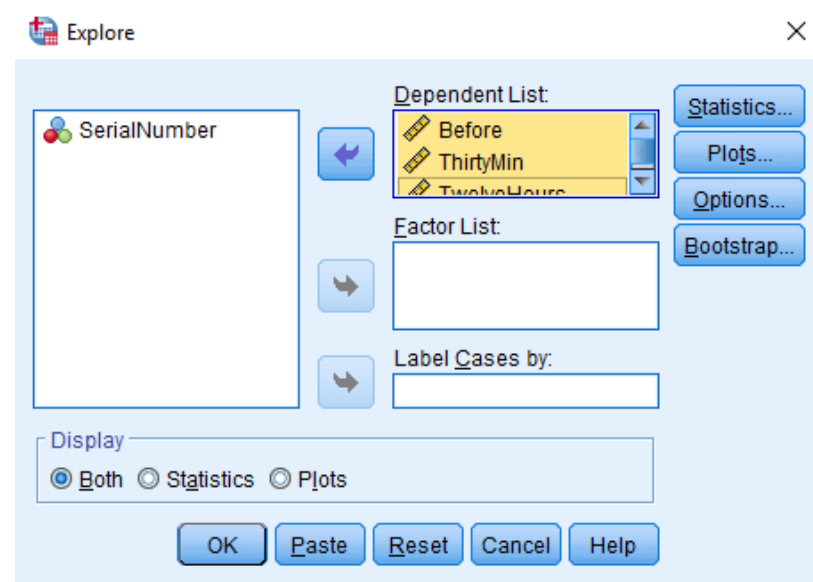 Explore
SerialNumber
Dependent List:
Before
ThirtyMin
TwelveHours
Factor List:
Label Cases by:
Statistics...
Plots...
Options...
Bootstrap...
Display
Both Statistics Plots
OK Paste Reset Cancel Help